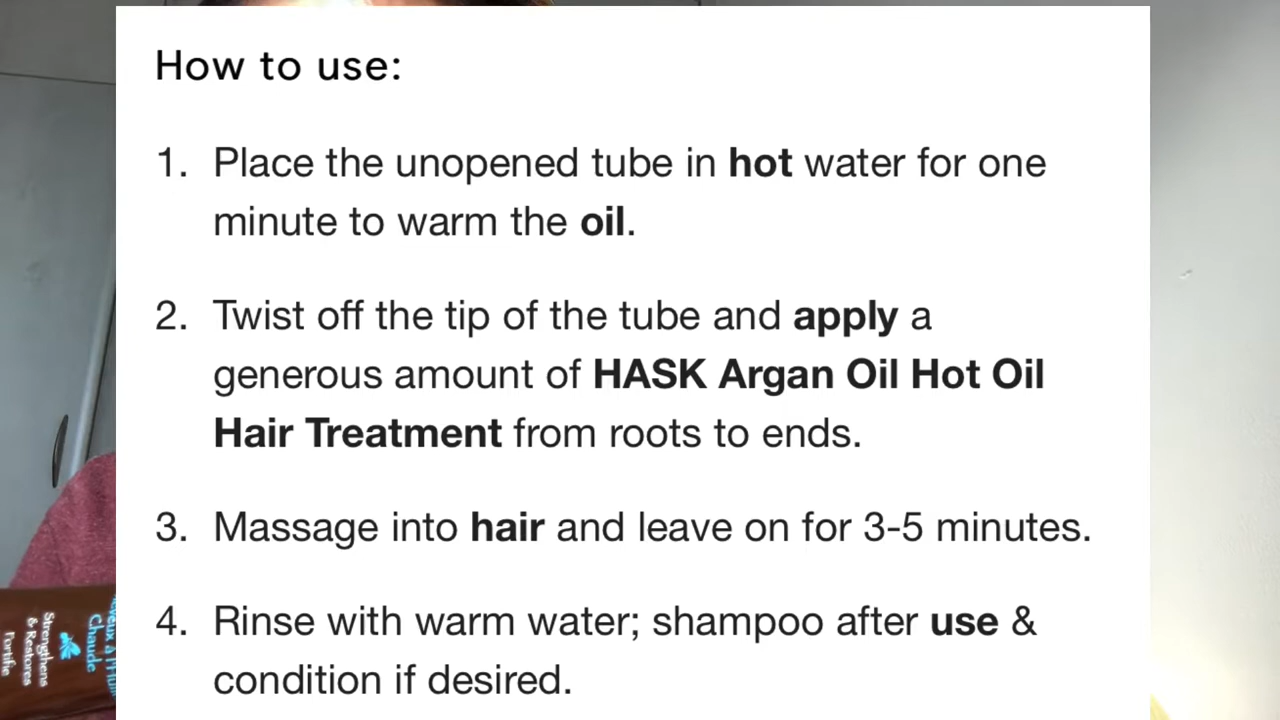 How to use:
1. Place the unopened tube in hot water for one
minute to warm the oil.
2. Twist off the tip of the tube and apply a
generous amount of HASK Argan Oil Hot Oil
Hair Treatment from roots to ends.
3. Massage into hair and leave on for 3-5 minutes.
4. Rinse with warm water; shampoo after use &
condition if desired.
Chaude
Strengthens
& Restores
Fortifie